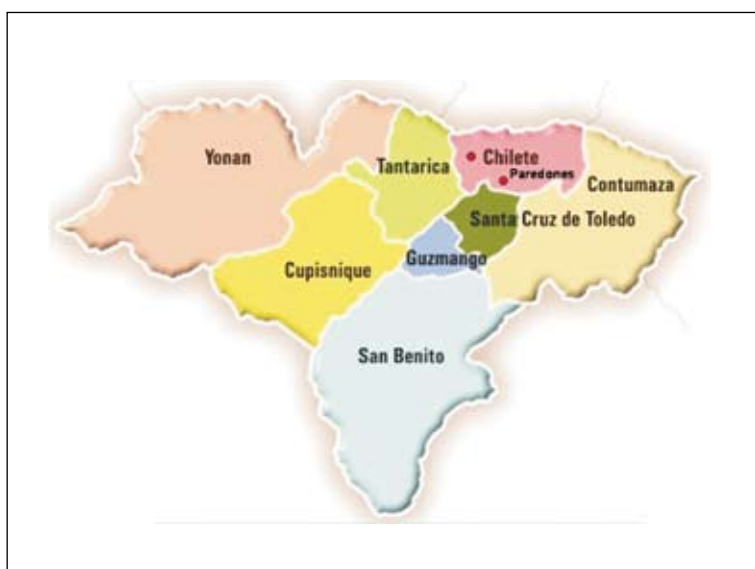 Yonan
Tantarica
Chilete
Paredones
Contumaza
Santa Cruz de Toledo
Guzmango
Cupisnique
San Benito